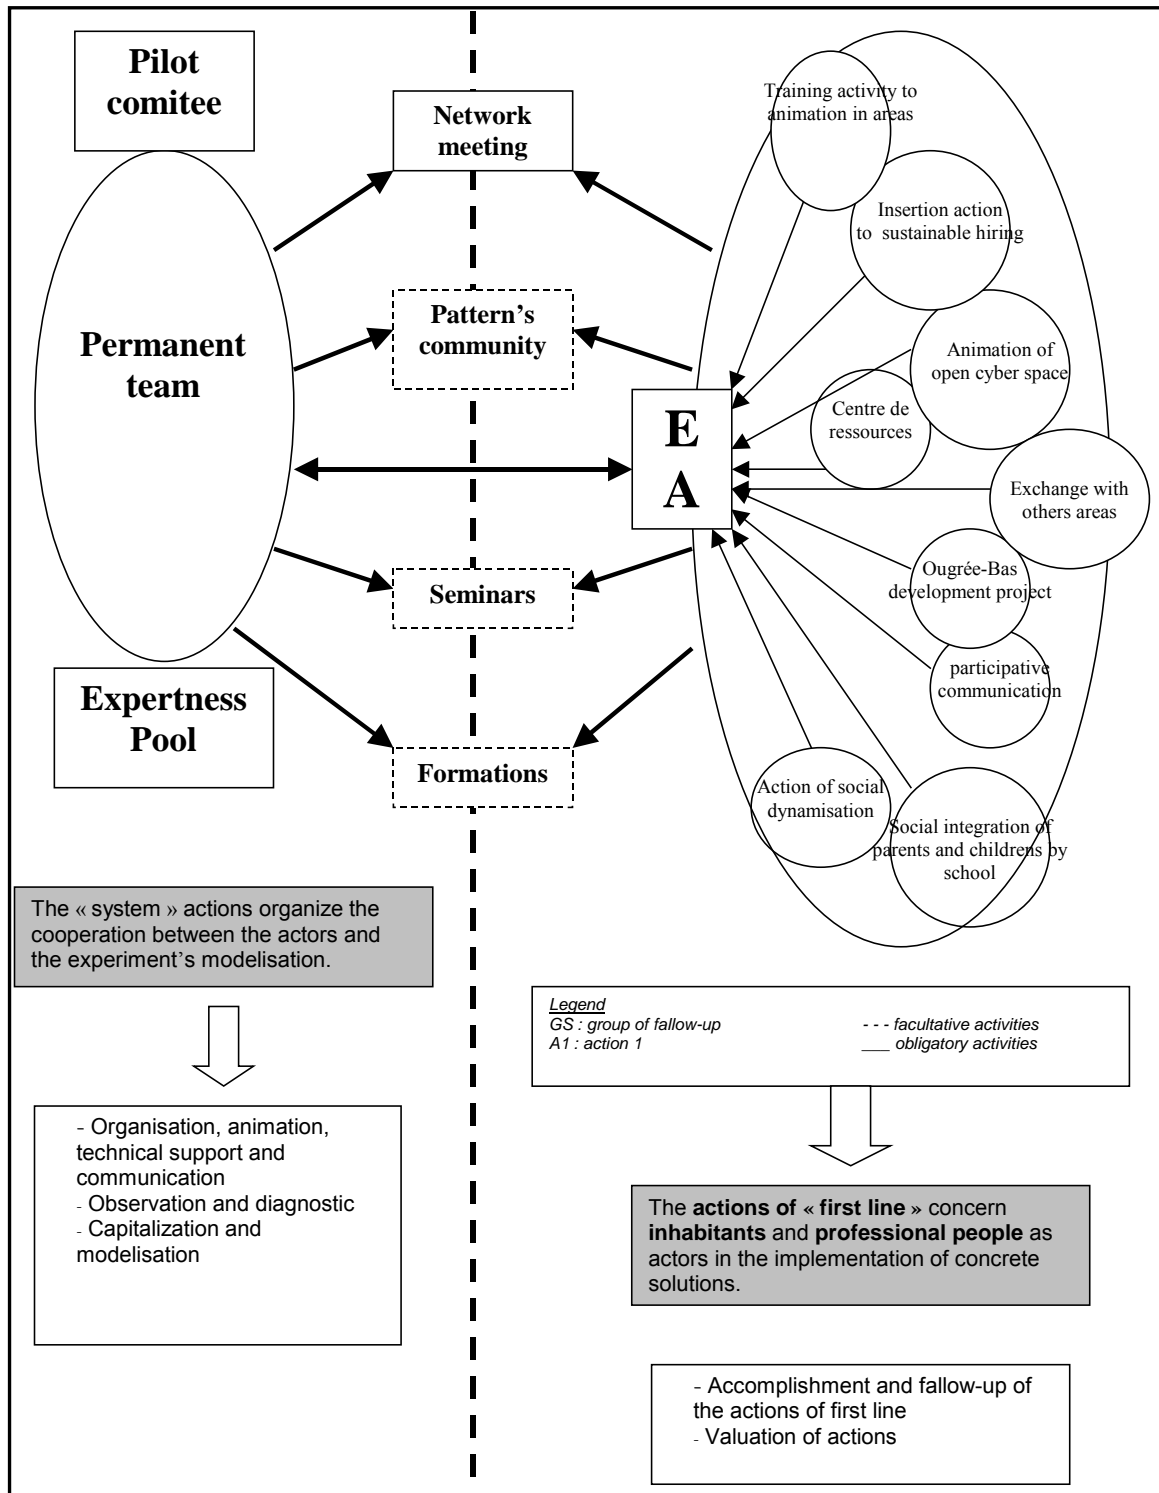 Pilot
comitee
Permanent
team
Expertness
Pool
Network
meeting
Pattern's
community
Seminars
Formations
E
A
Training activity to
animation in areas
Insertion action
to sustainable hiring
Animation of
open cyber space
Centre de
ressources
Exchange with
others areas
Ougrée-Bas
development project
participative
communication
Action of social
dynamisation
Social integration of
parents and childrens by
school
The « system » actions organize the
cooperation between the actors and
the experiment's modelisation.
- Organisation, animation,
technical support and
communication
- Observation and diagnostic
- Capitalization and
modelisation
Legend
GS : group of fallow-up - - - facultative activities
A1 : action 1 ___ obligatory activities
The actions of « first line » concern
inhabitants and professional people as
actors in the implementation of concrete
solutions.
- Accomplishment and fallow-up of
the actions of first line
- Valuation of actions